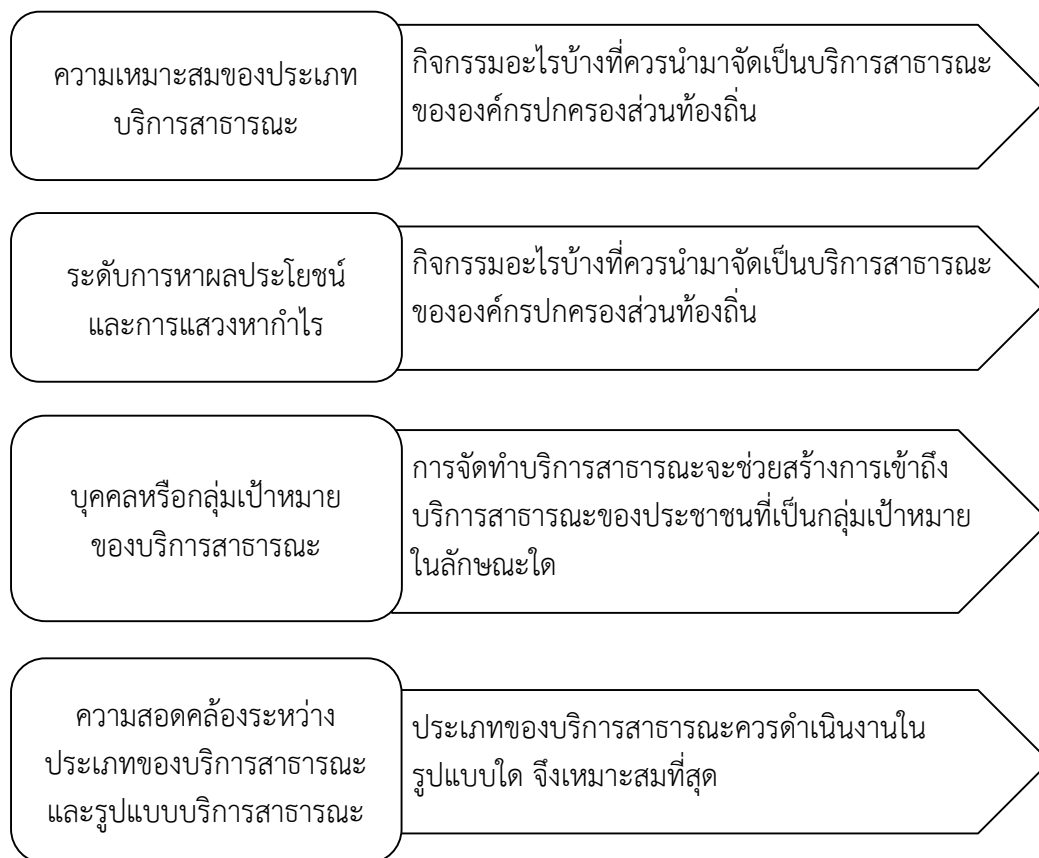 ความเหมาะสมของประเภท
บริการสาธารณะ
กิจกรรมอะไรบ้างที่ควรนำมาจัดเป็นบริการสาธารณะ
ขององค์กรปกครองส่วนท้องถิ่น
ระดับการหาผลประโยชน์
และการแสวงหากำไร
กิจกรรมอะไรบ้างที่ควรนำมาจัดเป็นบริการสาธารณะ
ขององค์กรปกครองส่วนท้องถิ่น
บุคคลหรือกลุ่มเป้าหมาย
ของบริการสาธารณะ
การจัดทำบริการสาธารณะจะช่วยสร้างการเข้าถึง
บริการสาธารณะของประชาชนที่เป็นกลุ่มเป้าหมาย
ในลักษณะใด
ความสอดคล้องระหว่าง
ประเภทของบริการสาธารณะ
และรูปแบบบริการสาธารณะ
ประเภทของบริการสาธารณะควรดำเนินงานใน
รูปแบบใด จึงเหมาะสมที่สุด